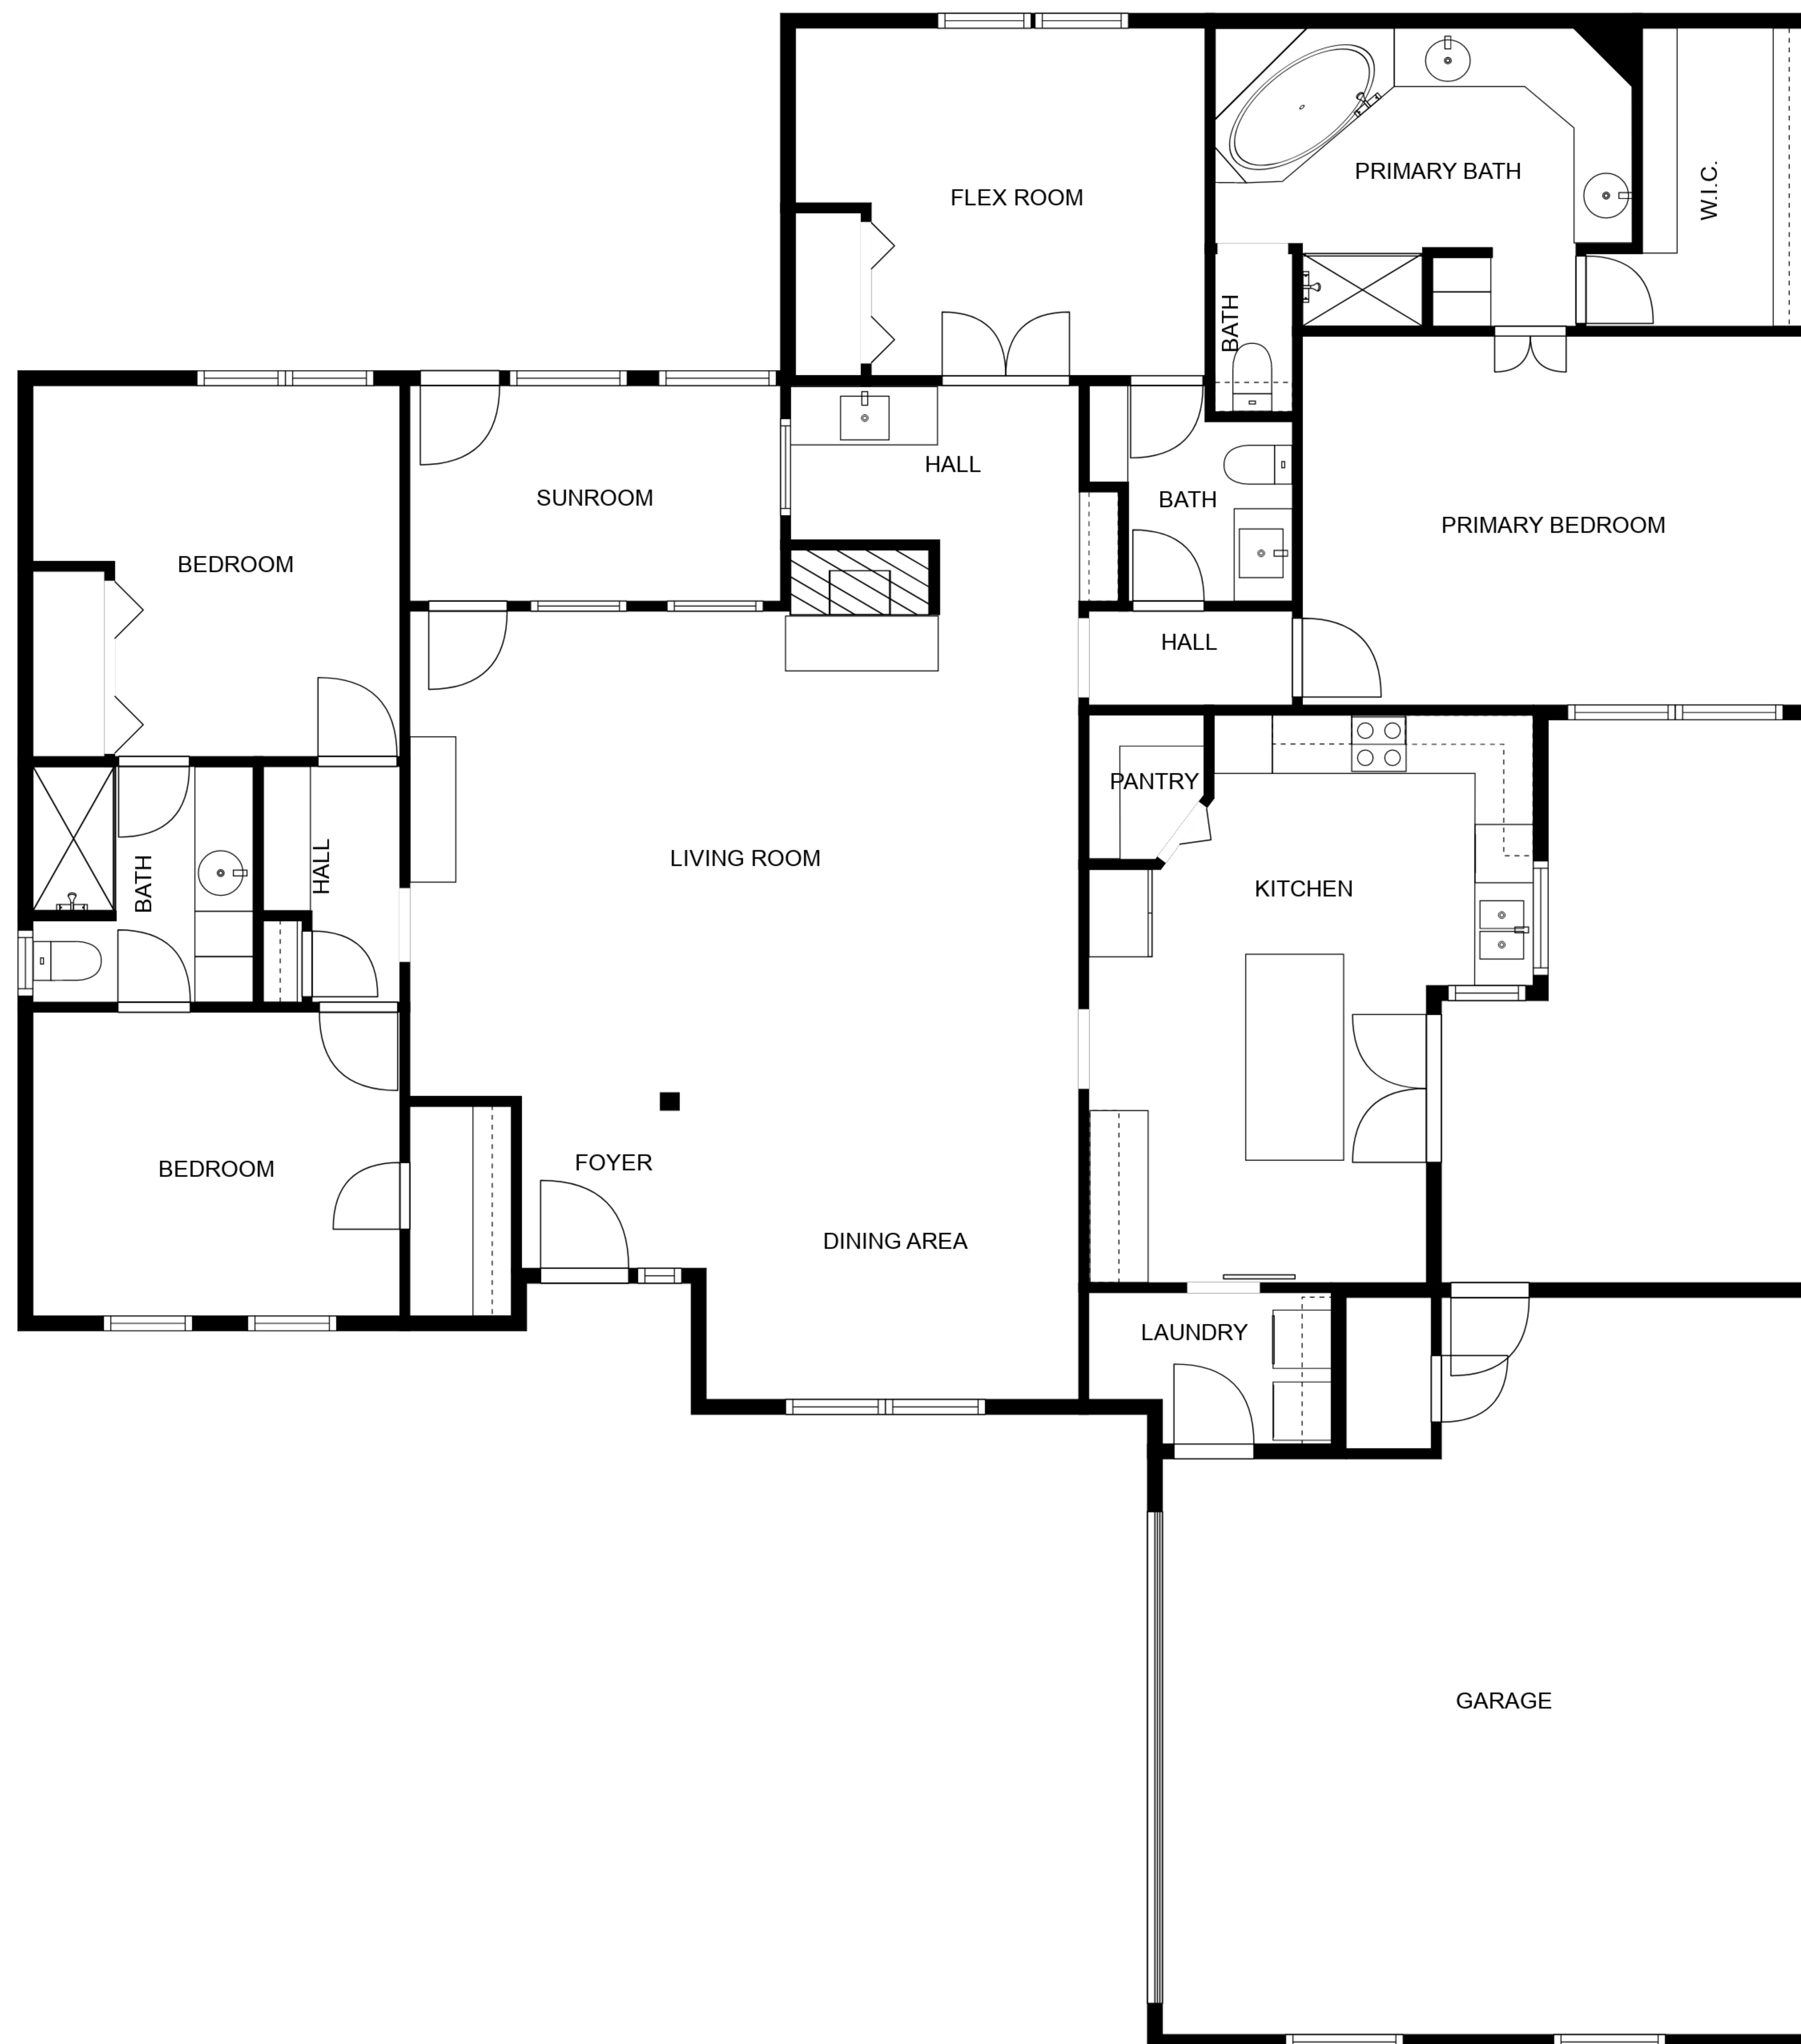 FLEX ROOM
PRIMARY BATH
W.I.C.
BATH
HALL
SUNROOM
BATH
PRIMARY BEDROOM
BEDROOM
HALL
PANTRY
LIVING ROOM
HALL
BATH
KITCHEN
FOYER
BEDROOM
DINING AREA
LAUNDRY
GARAGE